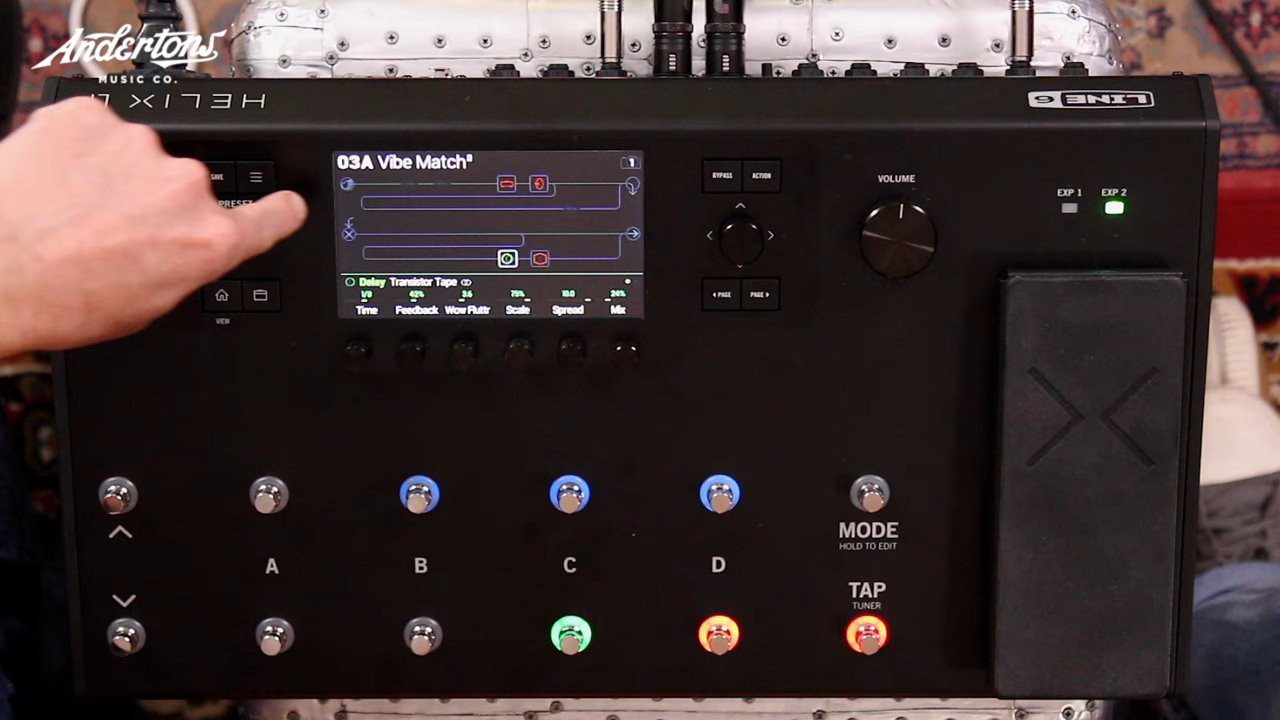 Andertons
MUSIC CO.
HELIX
LINE 6
SAVE
PRESET
VIEW
03A Vibe Match
1
Delay Transistor Tape
1/8 42% 3.6 75% 10.0 24%
Time Feedback Wow Fluttr Scale Spread Mix
BYPASS ACTION
PAGE PAGE
VOLUME
EXP 1 EXP 2
MODE
HOLD TO EDIT
A B C D
TAP
TUNER